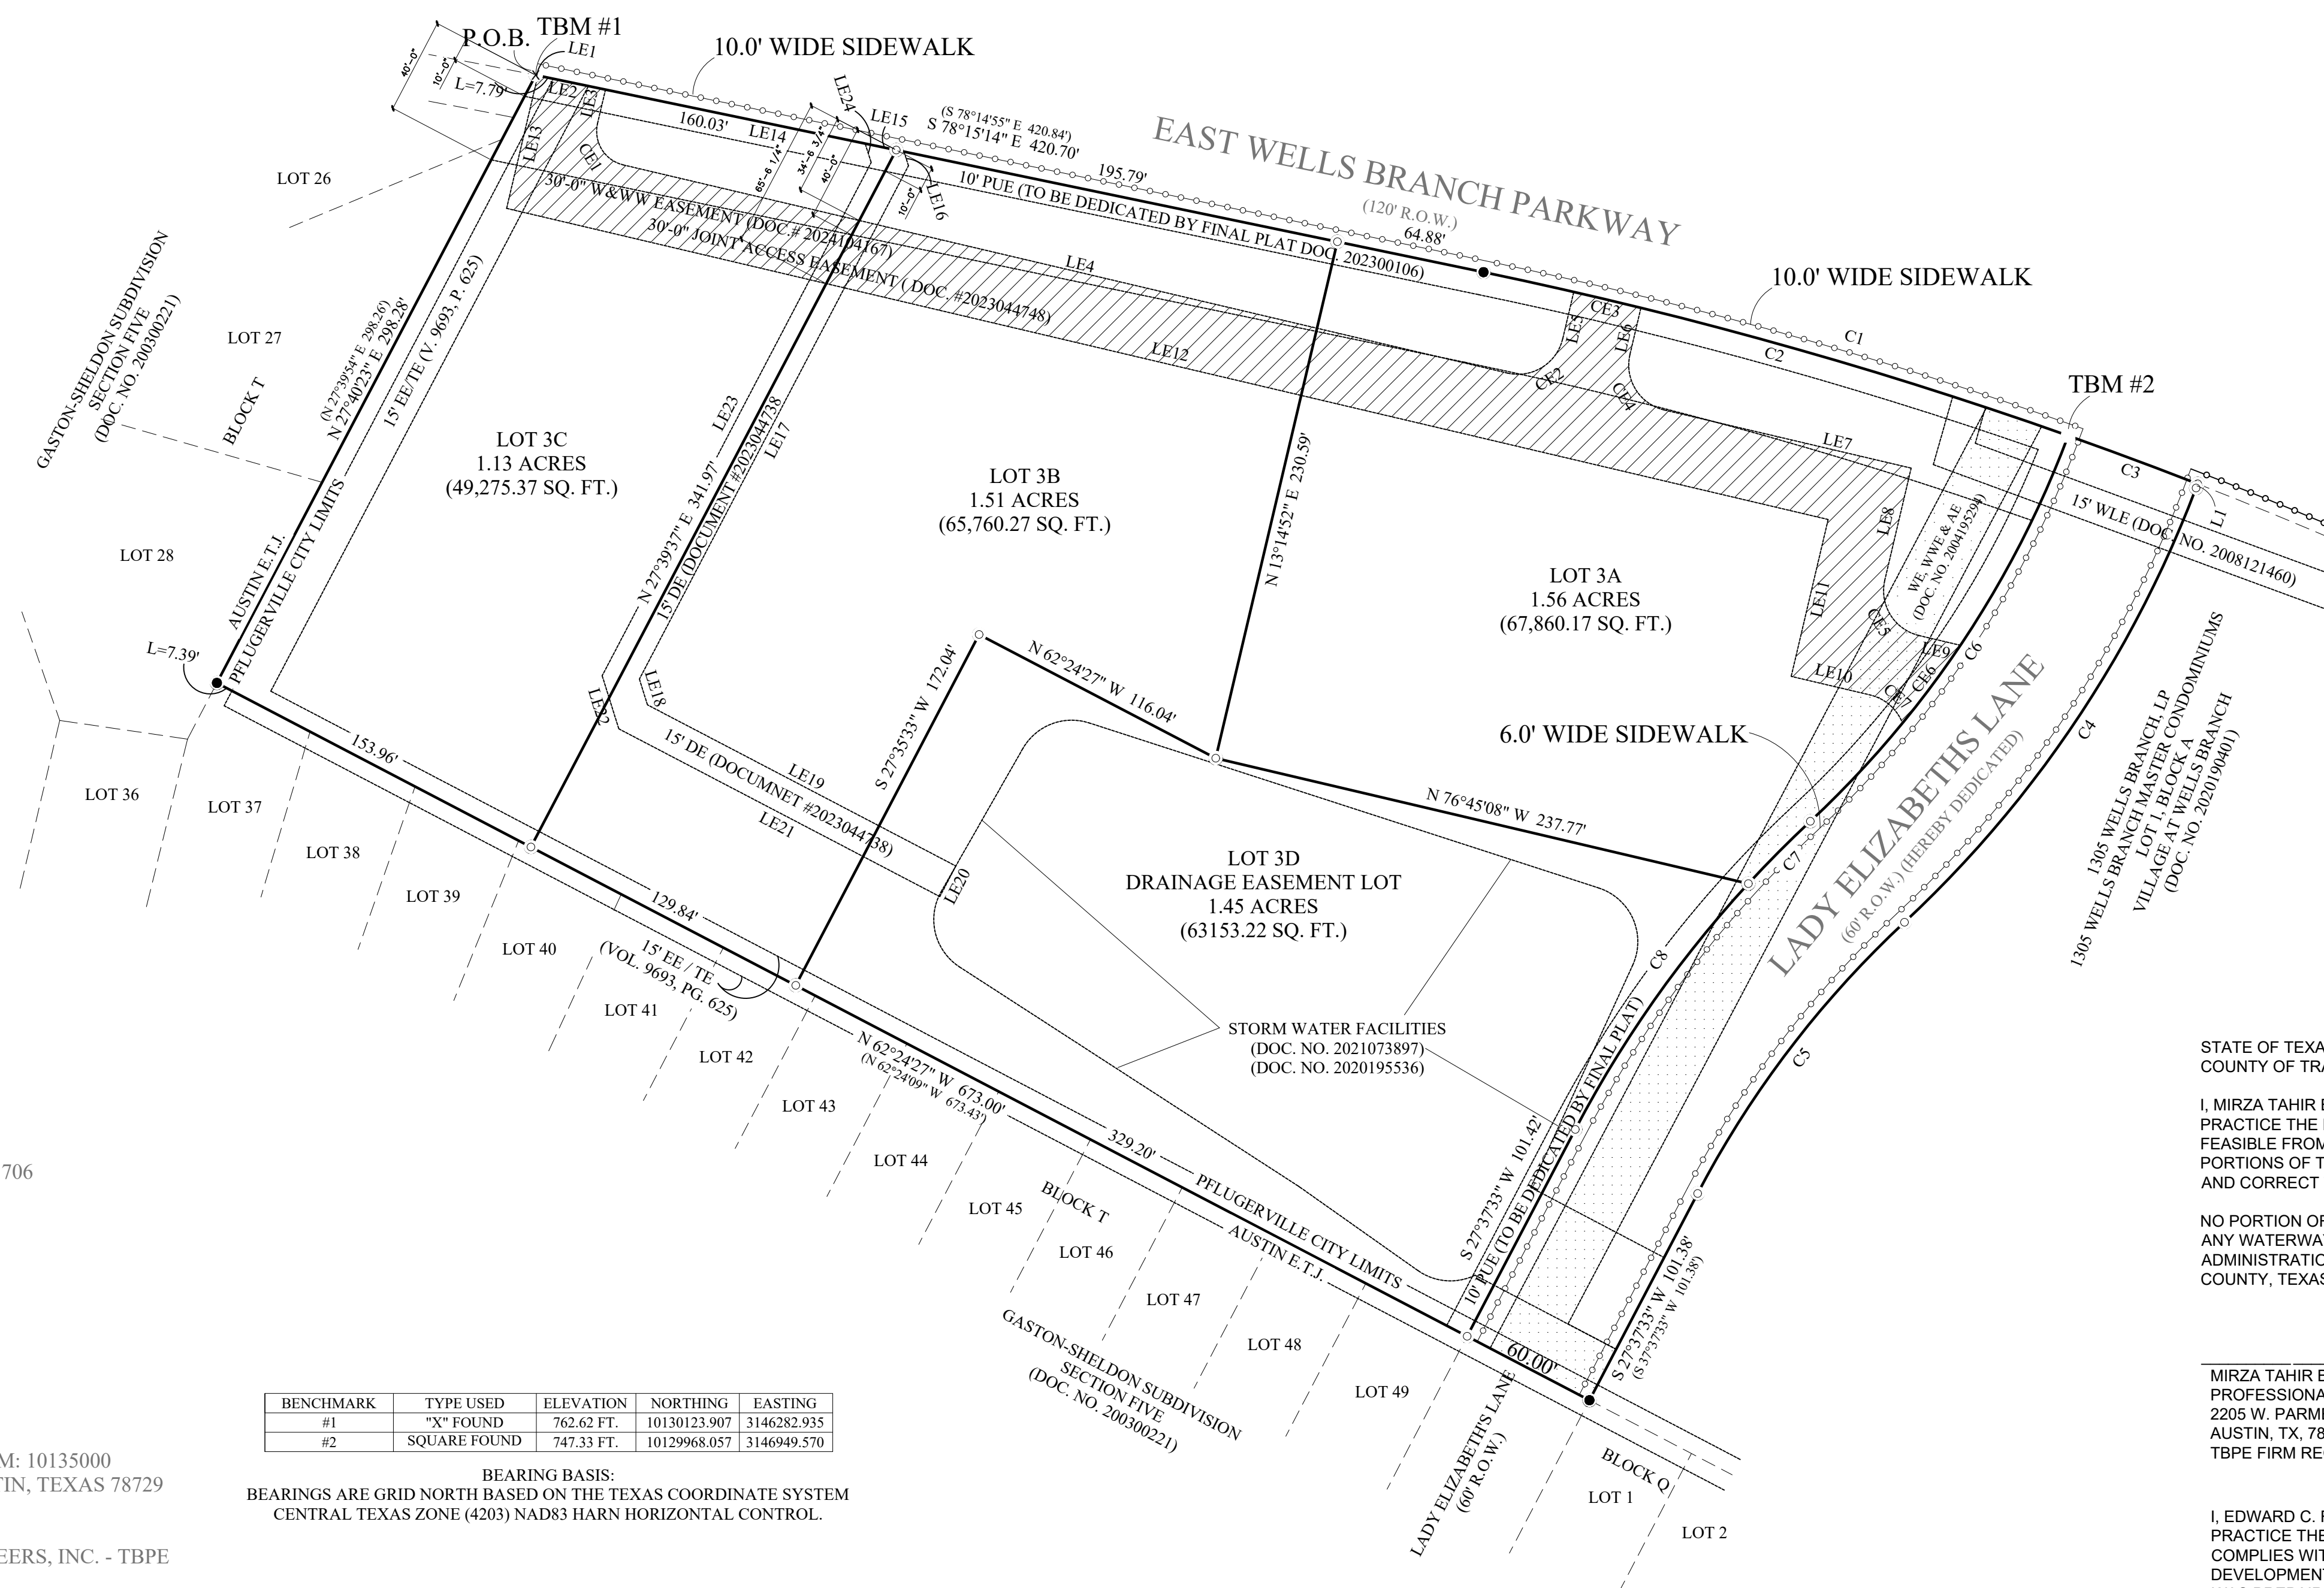 P.O.B.
TBM #1
LE1
10.0' WIDE SIDEWALK
40'-0"
10'-0"
L=7.79'
LE2
LE3
LE13
CE1
160.03'
LE14
LE24
LE15
65'-6 1/4"
34'-6 3/4"
40'-0"
10'-0"
LE16
(S 78°14'55" E 420.84')
S 78°15'14" E 420.70'
195.79'
EAST WELLS BRANCH PARKWAY
(120' R.O.W.)
64.88'
10' PUE (TO BE DEDICATED BY FINAL PLAT DOC. 202300106)
30'-0" W&WW EASEMENT (DOC.# 2024104167)
30'-0" JOINT ACCESS EASEMENT ( DOC. #2023044748)
LE4
LE12
10.0' WIDE SIDEWALK
CE3
LE5
LE6
CE2
CE4
C1
C2
TBM #2
LE7
C3
L1
15' WLE (DOC. NO. 2008121460)
LE8
WE, WWE & AE
(DOC. NO. 2004195294)
LE11
CE5
LE9
C6
LE10
CE7
CE6
LOT 26
GASTON-SHELDON SUBDIVISION
SECTION FIVE
(DOC. NO. 200300221)
LOT 27
BLOCK T
(N 27°39'54" E 298.26')
N 27°40'23" E 298.28'
15' EE/TE (V. 9693, P. 625)
LOT 28
AUSTIN E.T.J.
PFLUGERVILLE CITY LIMITS
L=7.39'
LOT 3C
1.13 ACRES
(49,275.37 SQ. FT.)
LE23
LE17
N 27°39'37" E 341.97'
15' DE (DOCUMENT #2023044738
LE22
LE18
LOT 3B
1.51 ACRES
(65,760.27 SQ. FT.)
N 13°14'52" E 230.59'
LOT 3A
1.56 ACRES
(67,860.17 SQ. FT.)
N 62°24'27" W 116.04'
S 27°35'33" W 172.04'
15' DE (DOCUMNET #2023044738)
LE19
LE21
LE20
6.0' WIDE SIDEWALK
N 76°45'08" W 237.77'
C7
C8
LADY ELIZABETHS LANE
(60' R.O.W.) (HEREBY DEDICATED)
C4
C5
1305 WELLS BRANCH, LP
1305 WELLS BRANCH MASTER CONDOMINIUMS
LOT 1, BLOCK A
VILLAGE AT WELLS BRANCH
(DOC. NO. 2020190401)
LOT 3D
DRAINAGE EASEMENT LOT
1.45 ACRES
(63153.22 SQ. FT.)
STORM WATER FACILITIES
(DOC. NO. 2021073897)
(DOC. NO. 2020195536)
153.96'
129.84'
15' EE / TE
(VOL. 9693, PG. 625)
N 62°24'27" W 673.00'
(N 62°24'09" W 673.43')
329.20'
PFLUGERVILLE CITY LIMITS
AUSTIN E.T.J.
S 27°37'33" W 101.42'
10' PUE (TO BE DEDICATED BY FINAL PLAT)
S 27°37'33" W 101.38'
(S 37°37'33" W 101.38')
60.00'
LOT 36
LOT 37
LOT 38
LOT 39
LOT 40
LOT 41
LOT 42
LOT 43
LOT 44
LOT 45
BLOCK T
LOT 46
LOT 47
LOT 48
LOT 49
GASTON-SHELDON SUBDIVISION
SECTION FIVE
(DOC. NO. 200300221)
LADY ELIZABETH'S LANE
(60' R.O.W.)
BLOCK Q
LOT 1
LOT 2
706
M: 10135000
TIN, TEXAS 78729
EERS, INC. - TBPE
BENCHMARK TYPE USED ELEVATION NORTHING EASTING
#1 "X" FOUND 762.62 FT. 10130123.907 3146282.935
#2 SQUARE FOUND 747.33 FT. 10129968.057 3146949.570
BEARING BASIS:
BEARINGS ARE GRID NORTH BASED ON THE TEXAS COORDINATE SYSTEM
CENTRAL TEXAS ZONE (4203) NAD83 HARN HORIZONTAL CONTROL.
STATE OF TEXA
COUNTY OF TRA
I, MIRZA TAHIR
PRACTICE THE
FEASIBLE FROM
PORTIONS OF T
AND CORRECT
NO PORTION OF
ANY WATERWA
ADMINISTRATIO
COUNTY, TEXAS
MIRZA TAHIR
PROFESSIONA
2205 W. PARM
AUSTIN, TX, 78
TBPE FIRM RE
I, EDWARD C.
PRACTICE THE
COMPLIES WIT
DEVELOPMENT